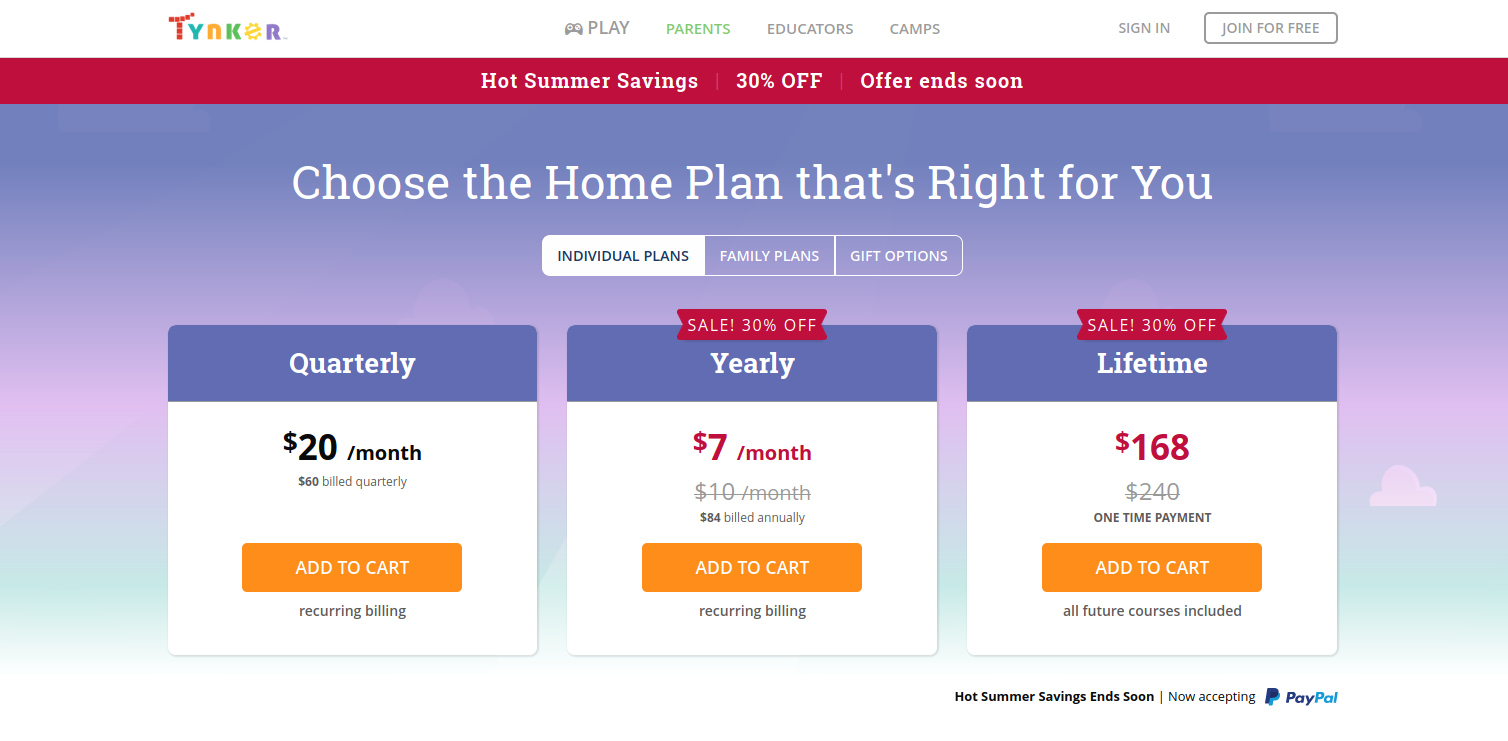 TYNKER
PLAY PARENTS EDUCATORS CAMPS SIGN IN JOIN FOR FREE
Hot Summer Savings | 30% OFF | Offer ends soon
Choose the Home Plan that's Right for You
INDIVIDUAL PLANS FAMILY PLANS GIFT OPTIONS
Quarterly
$20 /month
$60 billed quarterly
ADD TO CART
recurring billing
SALE! 30% OFF
Yearly
$7 /month
$10 /month
$84 billed annually
ADD TO CART
recurring billing
SALE! 30% OFF
Lifetime
$168
$240
ONE TIME PAYMENT
ADD TO CART
all future courses included
Hot Summer Savings Ends Soon | Now accepting PayPal